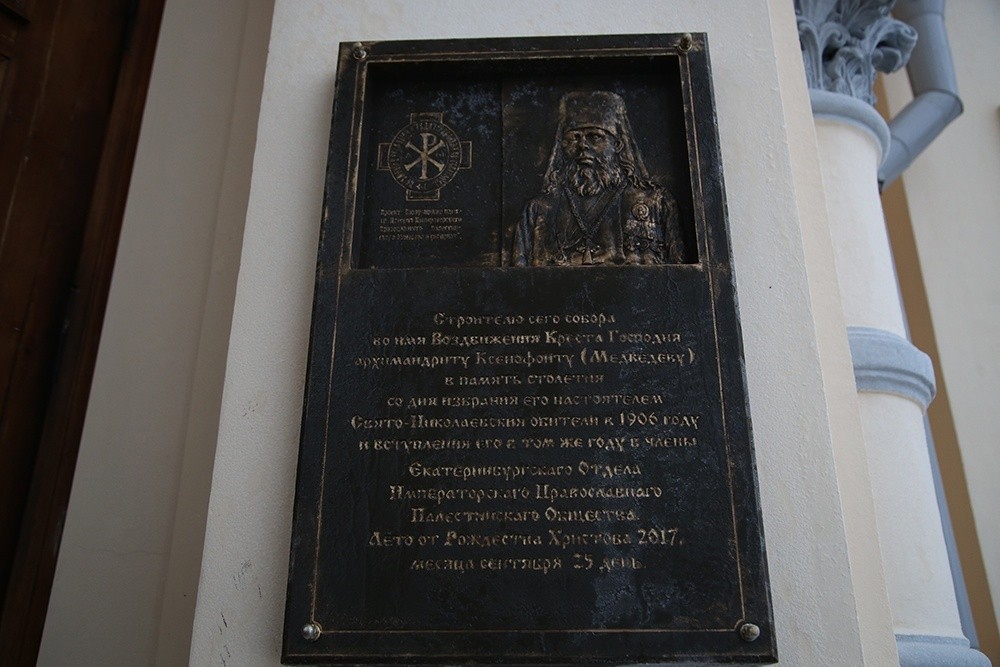 Строителю сего собора
во имя Воздвижения Креста Господня
архимандриту Ксенофонту (Медведеву)
в память столетия
со дня избрания его настоятелем
Свято-Николаевския обители в 1906 году
и вступления его в том же году в члены
Екатеринбургскаго Отдела
Императорскаго Православнаго
Палестинскаго Общества.
Лето от Рождества Христова 2017,
месяца сентября 25 день.